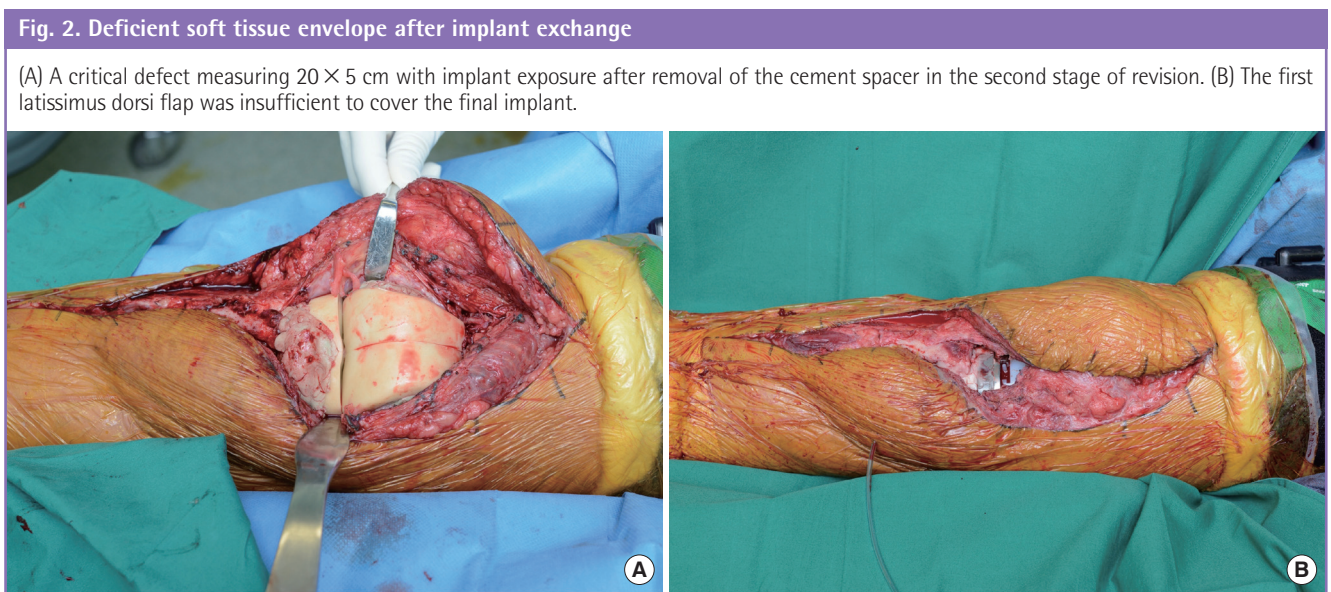 Fig. 2. Deficient soft tissue envelope after implant exchange
(A) A critical defect measuring 20 × 5 cm with implant exposure after removal of the cement spacer in the second stage of revision. (B) The first
latissimus dorsi flap was insufficient to cover the final implant.
A
B